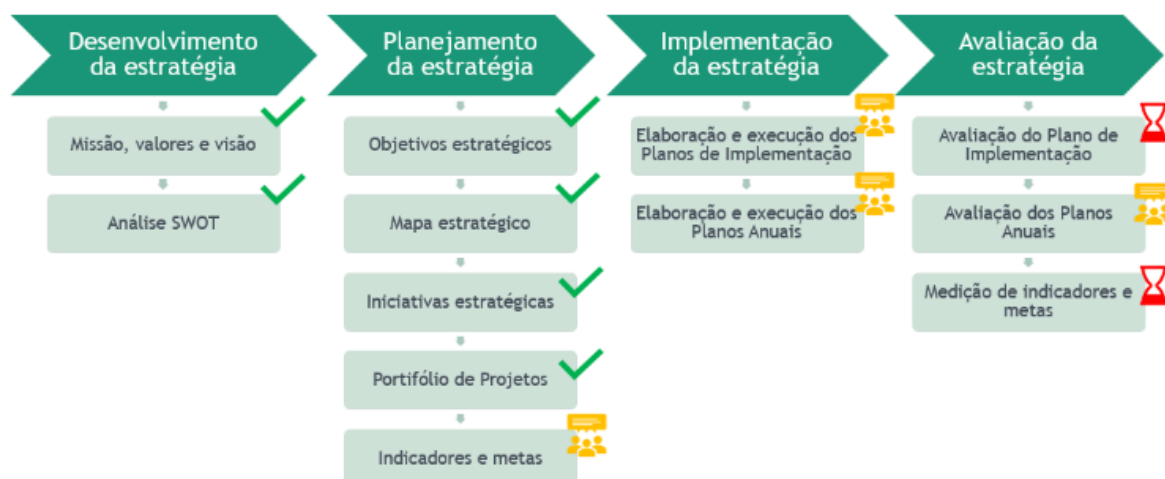 Desenvolvimento
da estratégia
Missão, valores e visão
Análise SWOT
Planejamento
da estratégia
Objetivos estratégicos
Mapa estratégico
Iniciativas estratégicas
Portifólio de Projetos
Indicadores e metas
Implementação
da estratégia
Elaboração e execução dos
Planos de Implementação
Elaboração e execução dos
Planos Anuais
Avaliação da
estratégia
Avaliação do Plano de
Implementação
Avaliação dos Planos
Anuais
Medição de indicadores e
metas